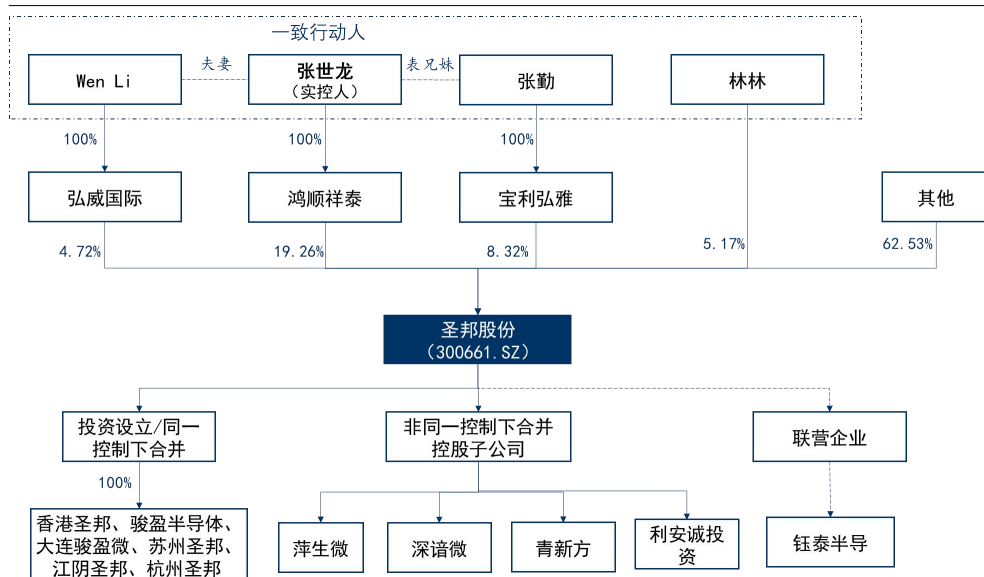 一致行动人
Wen Li
夫妻
张世龙
（实控人）
表兄妹
张勤
林林
100%
100%
100%
弘威国际
鸿顺祥泰
宝利弘雅
其他
4.72%
19.26%
8.32%
5.17%
62.53%
圣邦股份
（300661.SZ）
投资设立/同一
控制下合并
非同一控制下合并
控股子公司
联营企业
100%
香港圣邦、骏盈半导体、
大连骏盈微、苏州圣邦、
江阴圣邦、杭州圣邦
萍生微
深谙微
青新方
利安诚投
资
钰泰半导